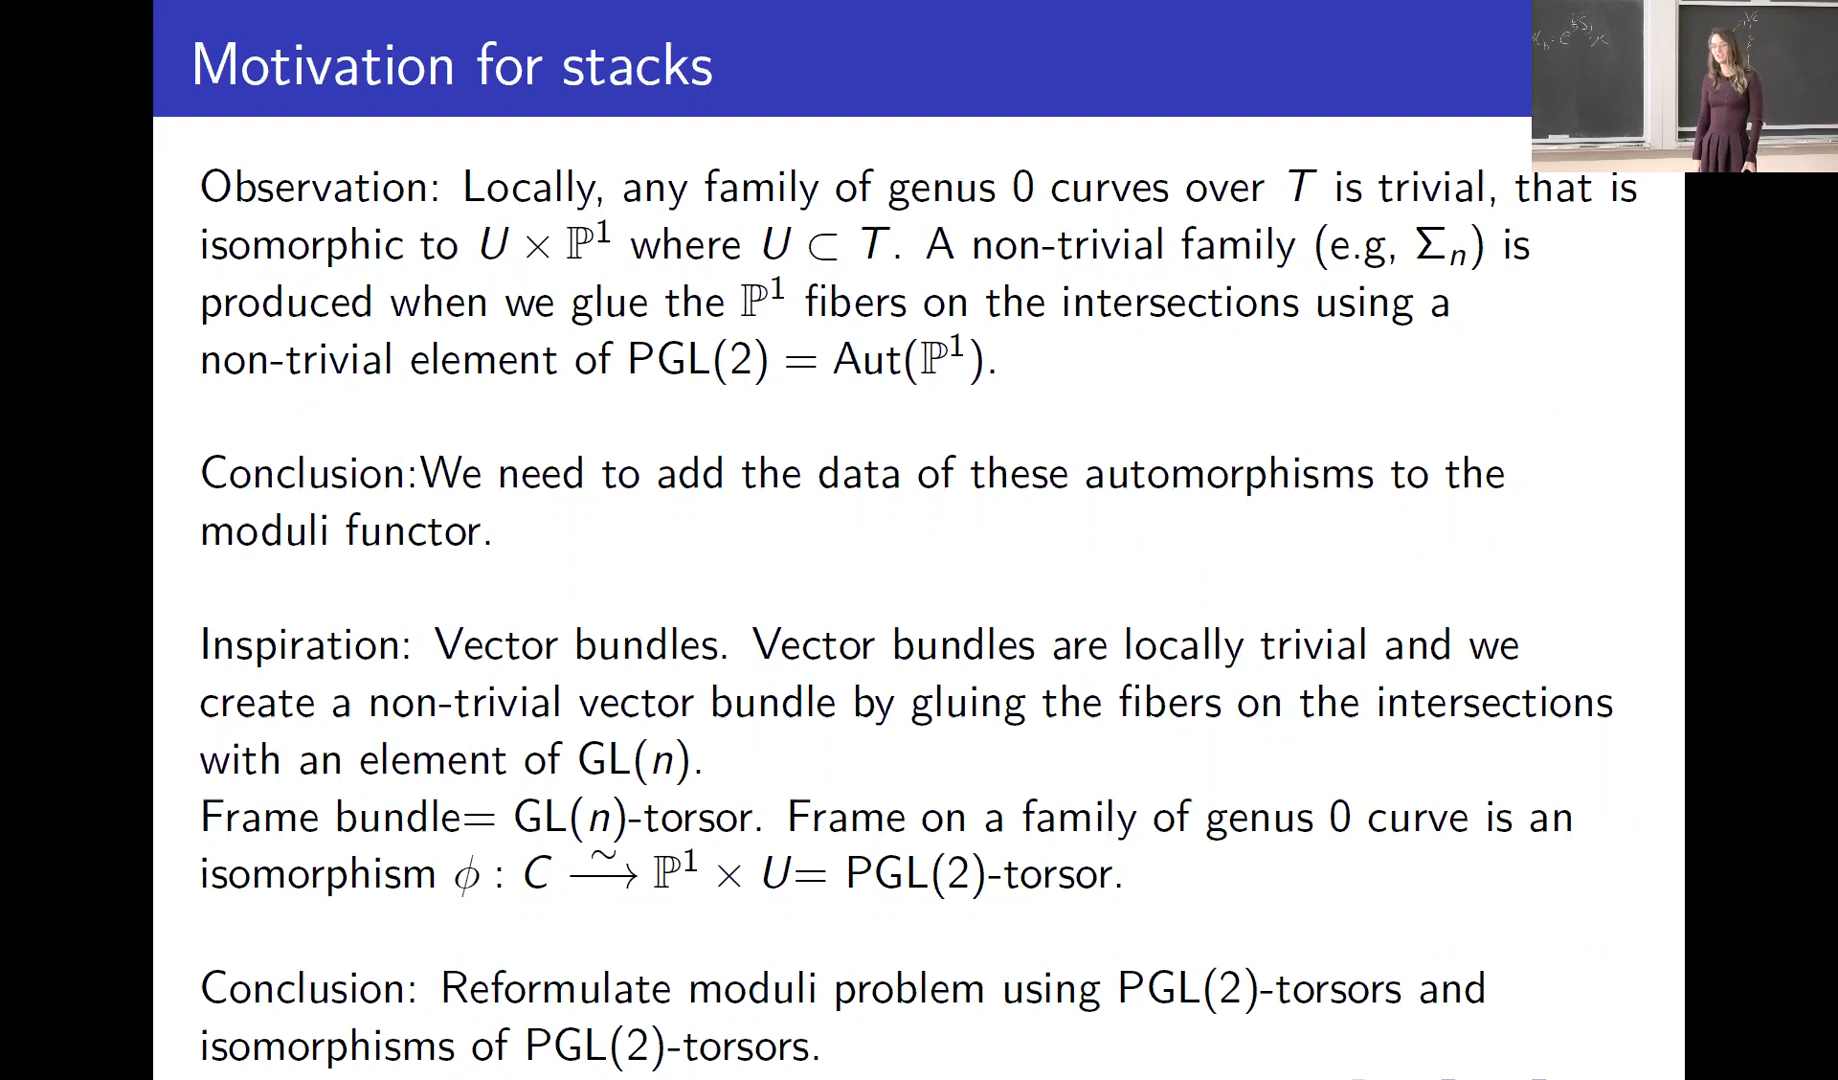 Motivation for stacks
Observation: Locally, any family of genus 0 curves over T is trivial, that is
isomorphic to U × ℙ¹ where U ⊂ T. A non-trivial family (e.g, Σₙ) is
produced when we glue the ℙ¹ fibers on the intersections using a
non-trivial element of PGL(2) = Aut(ℙ¹).
Conclusion:We need to add the data of these automorphisms to the
moduli functor.
Inspiration: Vector bundles. Vector bundles are locally trivial and we
create a non-trivial vector bundle by gluing the fibers on the intersections
with an element of GL(n).
Frame bundle= GL(n)-torsor. Frame on a family of genus 0 curve is an
isomorphism ϕ : C ⥲ ℙ¹ × U= PGL(2)-torsor.
Conclusion: Reformulate moduli problem using PGL(2)-torsors and
isomorphisms of PGL(2)-torsors.